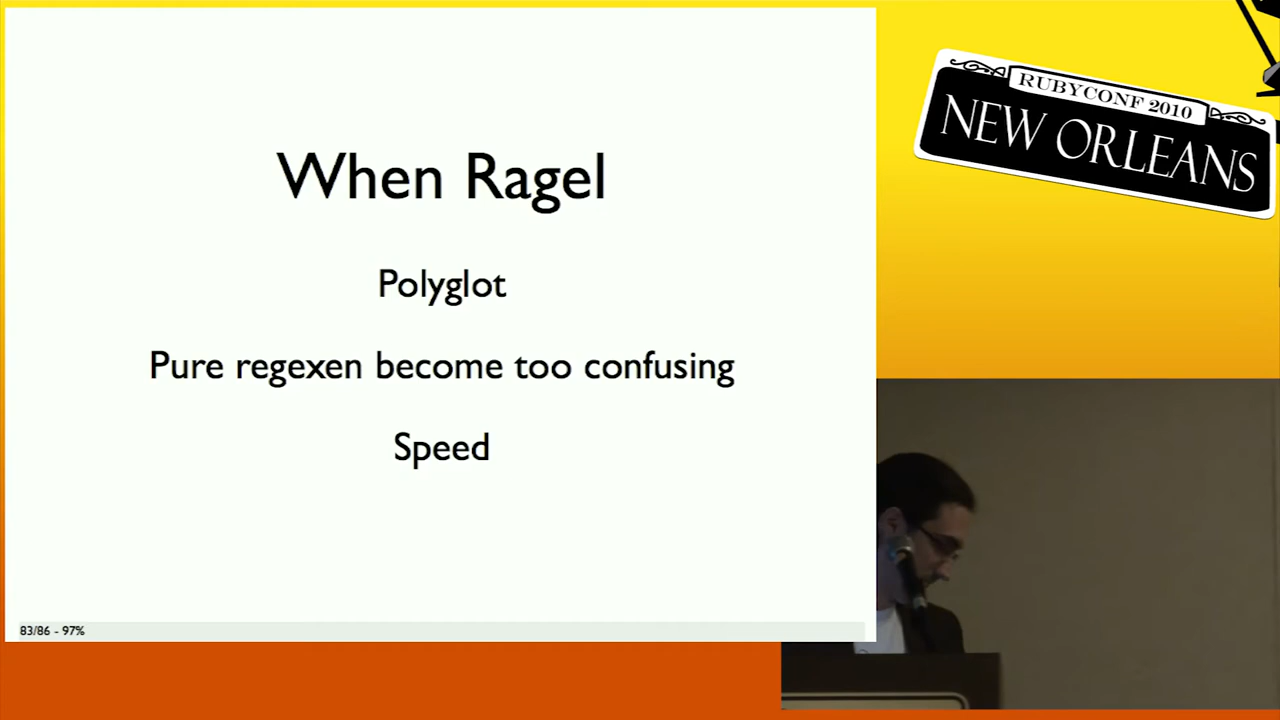 When Ragel
Polyglot
Pure regexen become too confusing
Speed
83/86 - 97%
RUBYCONF 2010
NEW ORLEANS